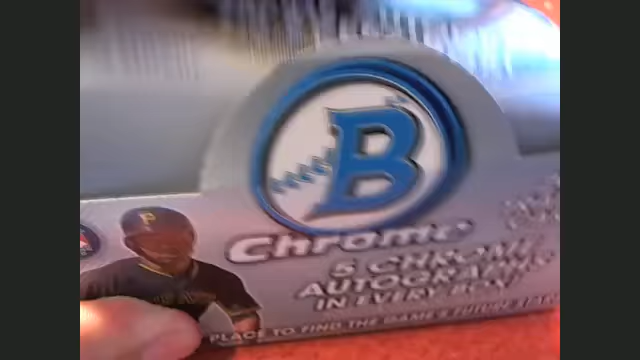 B
Chrome
5 CHROME
AUTOGRAPHS
IN EVERY BOX
P
PLACE TO FIND THE GAME'S FUTURE STARS